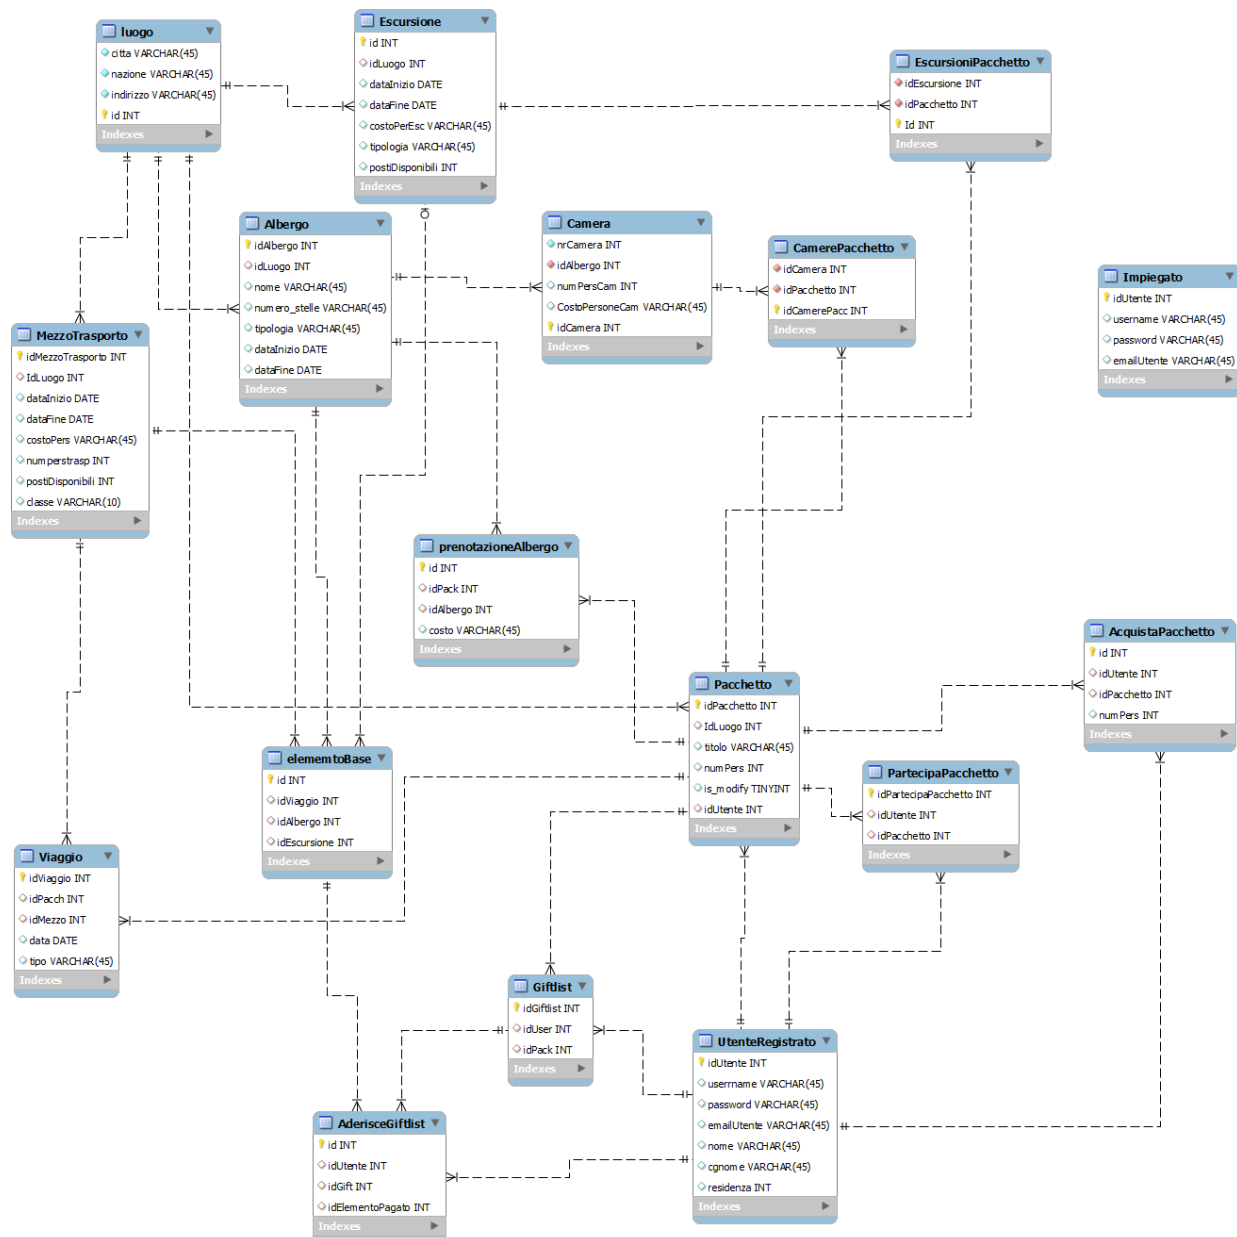 luogo
citta VARCHAR(45)
nazione VARCHAR(45)
indirizzo VARCHAR(45)
id INT
Indexes
Escursione
id INT
idLuogo INT
dataInizio DATE
dataFine DATE
costoPerEsc VARCHAR(45)
tipologia VARCHAR(45)
postiDisponibili INT
Indexes
EscursioniPacchetto
idEscursione INT
idPacchetto INT
Id INT
Indexes
Albergo
idAlbergo INT
idLuogo INT
nome VARCHAR(45)
numero_stelle VARCHAR(45)
tipologia VARCHAR(45)
dataInizio DATE
dataFine DATE
Indexes
Camera
nrCamera INT
idAlbergo INT
numPersCam INT
CostoPersoneCam VARCHAR(45)
idCamera INT
Indexes
CamerePacchetto
idCamera INT
idPacchetto INT
idCamerePacc INT
Indexes
Impiegato
idUtente INT
username VARCHAR(45)
password VARCHAR(45)
emailUtente VARCHAR(45)
Indexes
MezzoTrasporto
idMezzoTrasporto INT
IdLuogo INT
dataInizio DATE
dataFine DATE
costoPers VARCHAR(45)
numperstrasp INT
postiDisponibili INT
classe VARCHAR(10)
Indexes
prenotazioneAlbergo
id INT
idPack INT
idAlbergo INT
costo VARCHAR(45)
Indexes
AcquistaPacchetto
id INT
idUtente INT
idPacchetto INT
numPers INT
Indexes
Pacchetto
idPacchetto INT
IdLuogo INT
titolo VARCHAR(45)
numPers INT
is_modify TINYINT
idUtente INT
Indexes
elememtoBase
id INT
idViaggio INT
idAlbergo INT
idEscursione INT
Indexes
PartecipaPacchetto
idPartecipaPacchetto INT
idUtente INT
idPacchetto INT
Indexes
Viaggio
idViaggio INT
idPacch INT
idMezzo INT
data DATE
tipo VARCHAR(45)
Indexes
Giftlist
idGiftlist INT
idUser INT
idPack INT
Indexes
UtenteRegistrato
idUtente INT
userrname VARCHAR(45)
password VARCHAR(45)
emailUtente VARCHAR(45)
nome VARCHAR(45)
cgnome VARCHAR(45)
residenza INT
Indexes
AderisceGiftlist
id INT
idUtente INT
idGift INT
idElementoPagato INT
Indexes